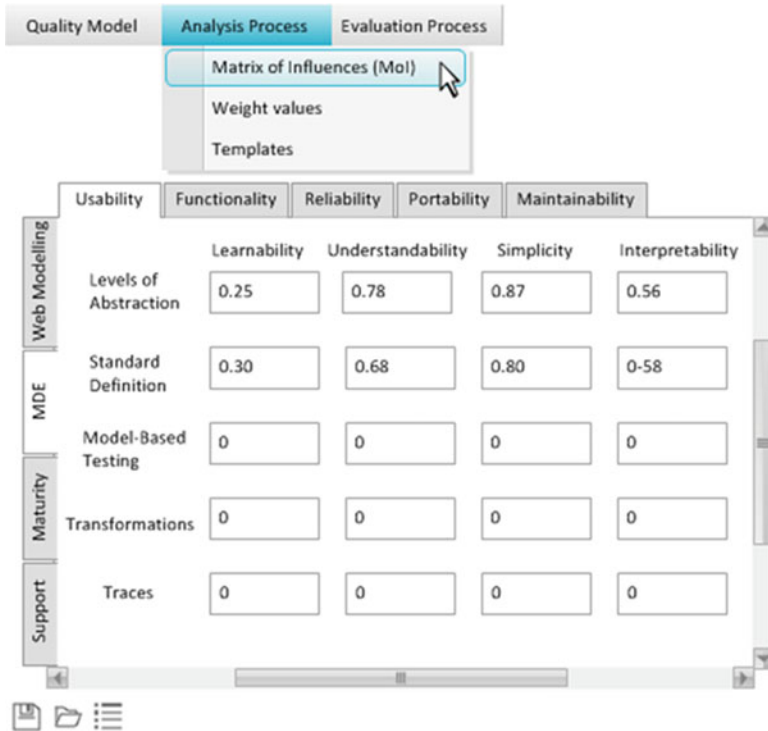 Quality Model Analysis Process Evaluation Process
Matrix of Influences (MoI)
Weight values
Templates
Usability Functionality Reliability Portability Maintainability
Web Modelling
MDE
Maturity
Support
Learnability Understandability Simplicity Interpretability
Levels of
Abstraction
0.25 0.78 0.87 0.56
Standard
Definition
0.30 0.68 0.80 0-58
Model-Based
Testing
0 0 0 0
Transformations 0 0 0 0
Traces 0 0 0 0